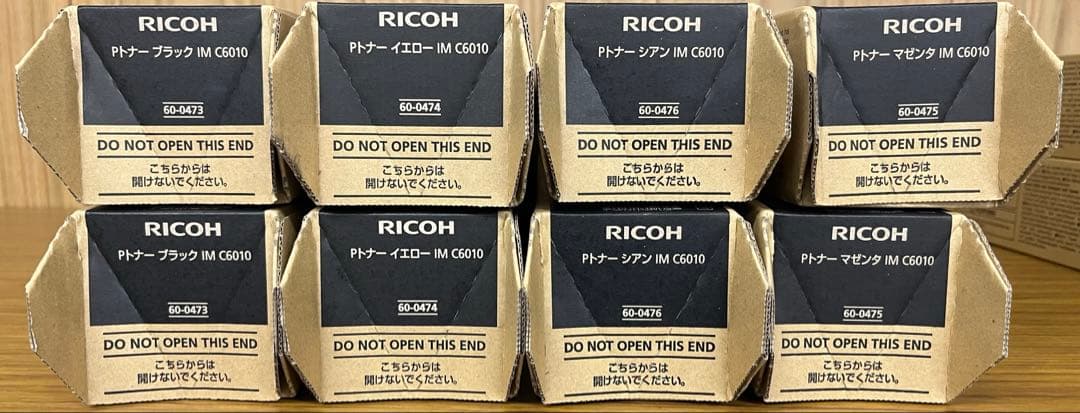 RICOH
Pトナー ブラック IM C6010
60-0473
DO NOT OPEN THIS END
こちらからは
開けないでください。
RICOH
Pトナー イエロー IM C6010
60-0474
DO NOT OPEN THIS END
こちらからは
開けないでください。
RICOH
Pトナー シアン IM C6010
60-0476
DO NOT OPEN THIS END
こちらからは
開けないでください。
RICOH
Pトナー マゼンタ IM C6010
60-0475
DO NOT OPEN THIS END
こちらからは
開けないでください。
RICOH
Pトナー ブラック IM C6010
60-0473
DO NOT OPEN THIS END
こちらからは
開けないでください。
RICOH
Pトナー イエロー IM C6010
60-0474
DO NOT OPEN THIS END
こちらからは
開けないでください。
RICOH
Pトナー シアン IM C6010
60-0476
DO NOT OPEN THIS END
こちらからは
開けないでください。
RICOH
Pトナー マゼンタ IM C6010
60-0475
DO NOT OPEN THIS END
こちらからは
開けないでください。